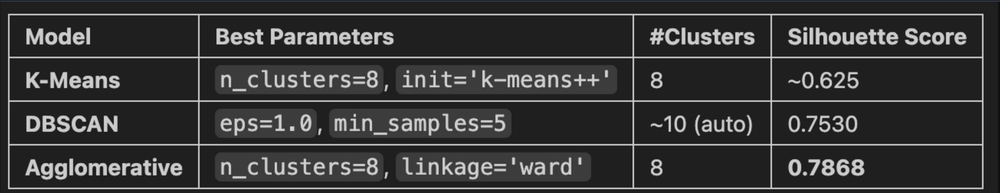 Model Best Parameters #Clusters Silhouette Score
K-Means n_clusters=8, init='k-means++' 8 ~0.625
DBSCAN eps=1.0, min_samples=5 ~10 (auto) 0.7530
Agglomerative n_clusters=8, linkage='ward' 8 0.7868